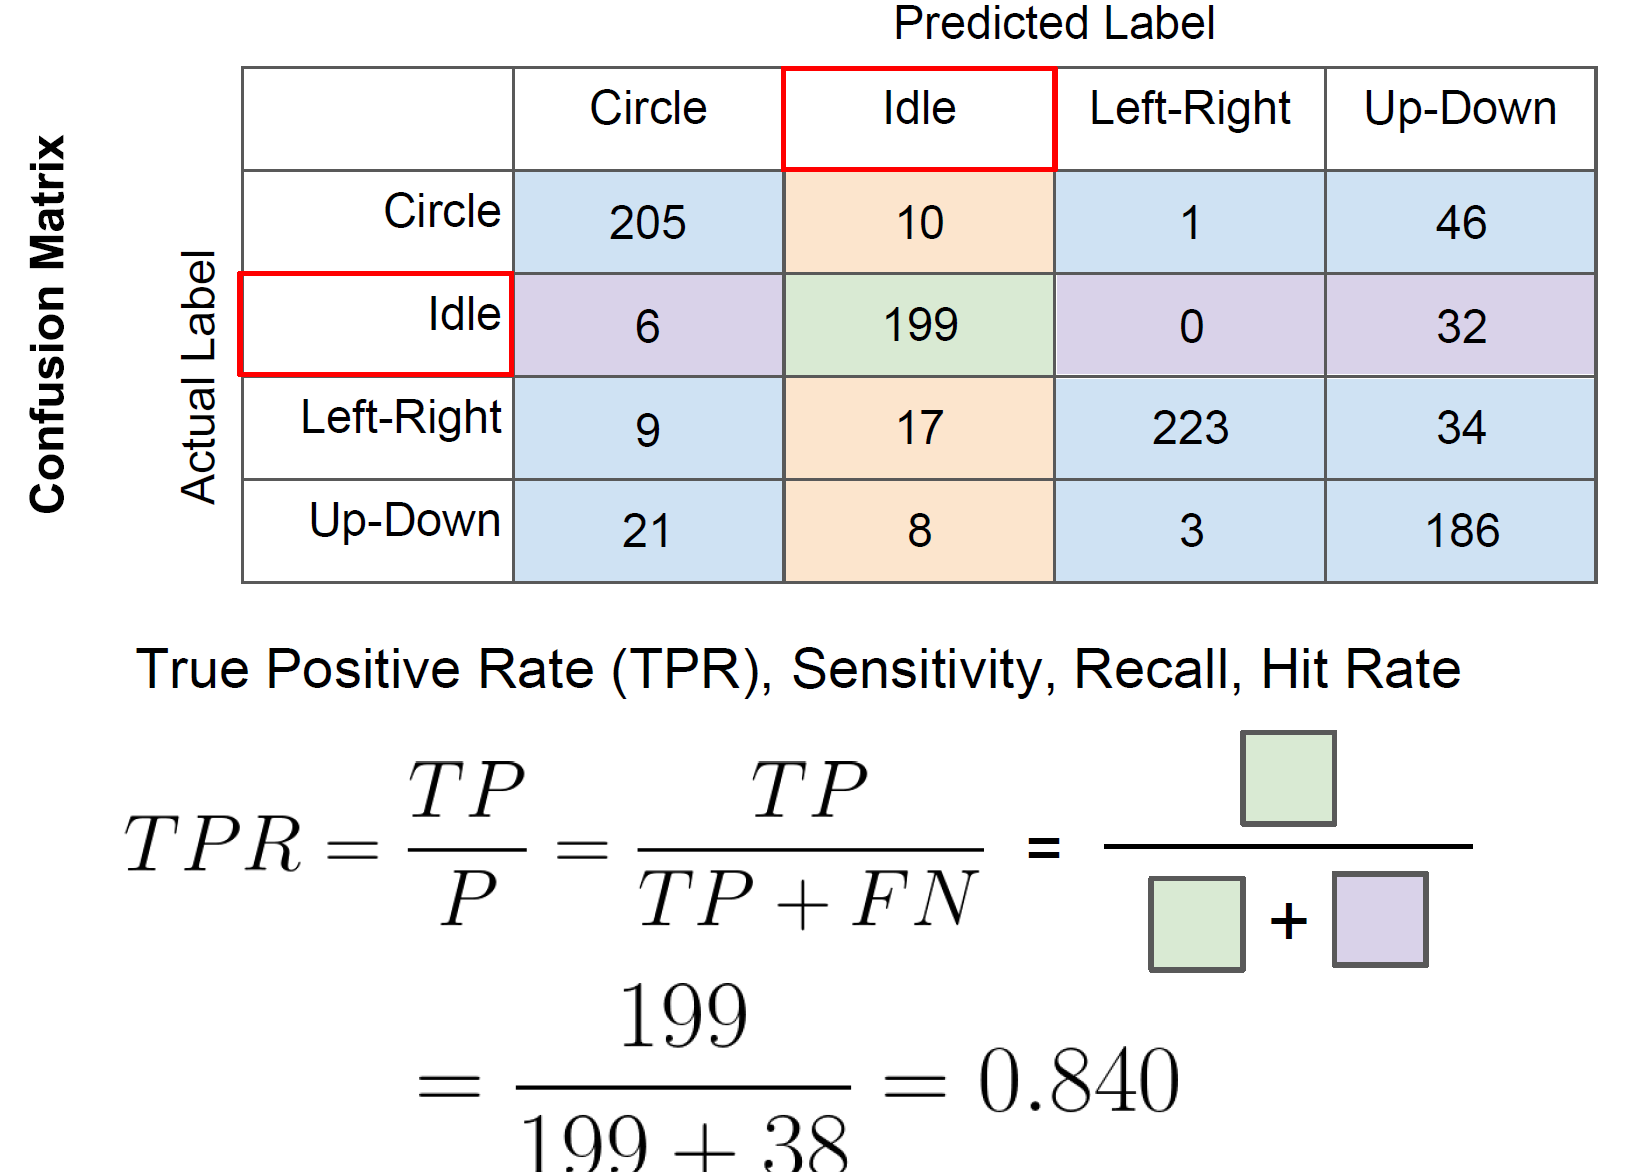 Predicted Label
Confusion Matrix
Actual Label
Circle Idle Left-Right Up-Down
Circle 205 10 1 46
Idle 6 199 0 32
Left-Right 9 17 223 34
Up-Down 21 8 3 186
True Positive Rate (TPR), Sensitivity, Recall, Hit Rate
TPR = TP / P = TP / TP + FN = / +
= 199 / 199 + 38 = 0.840